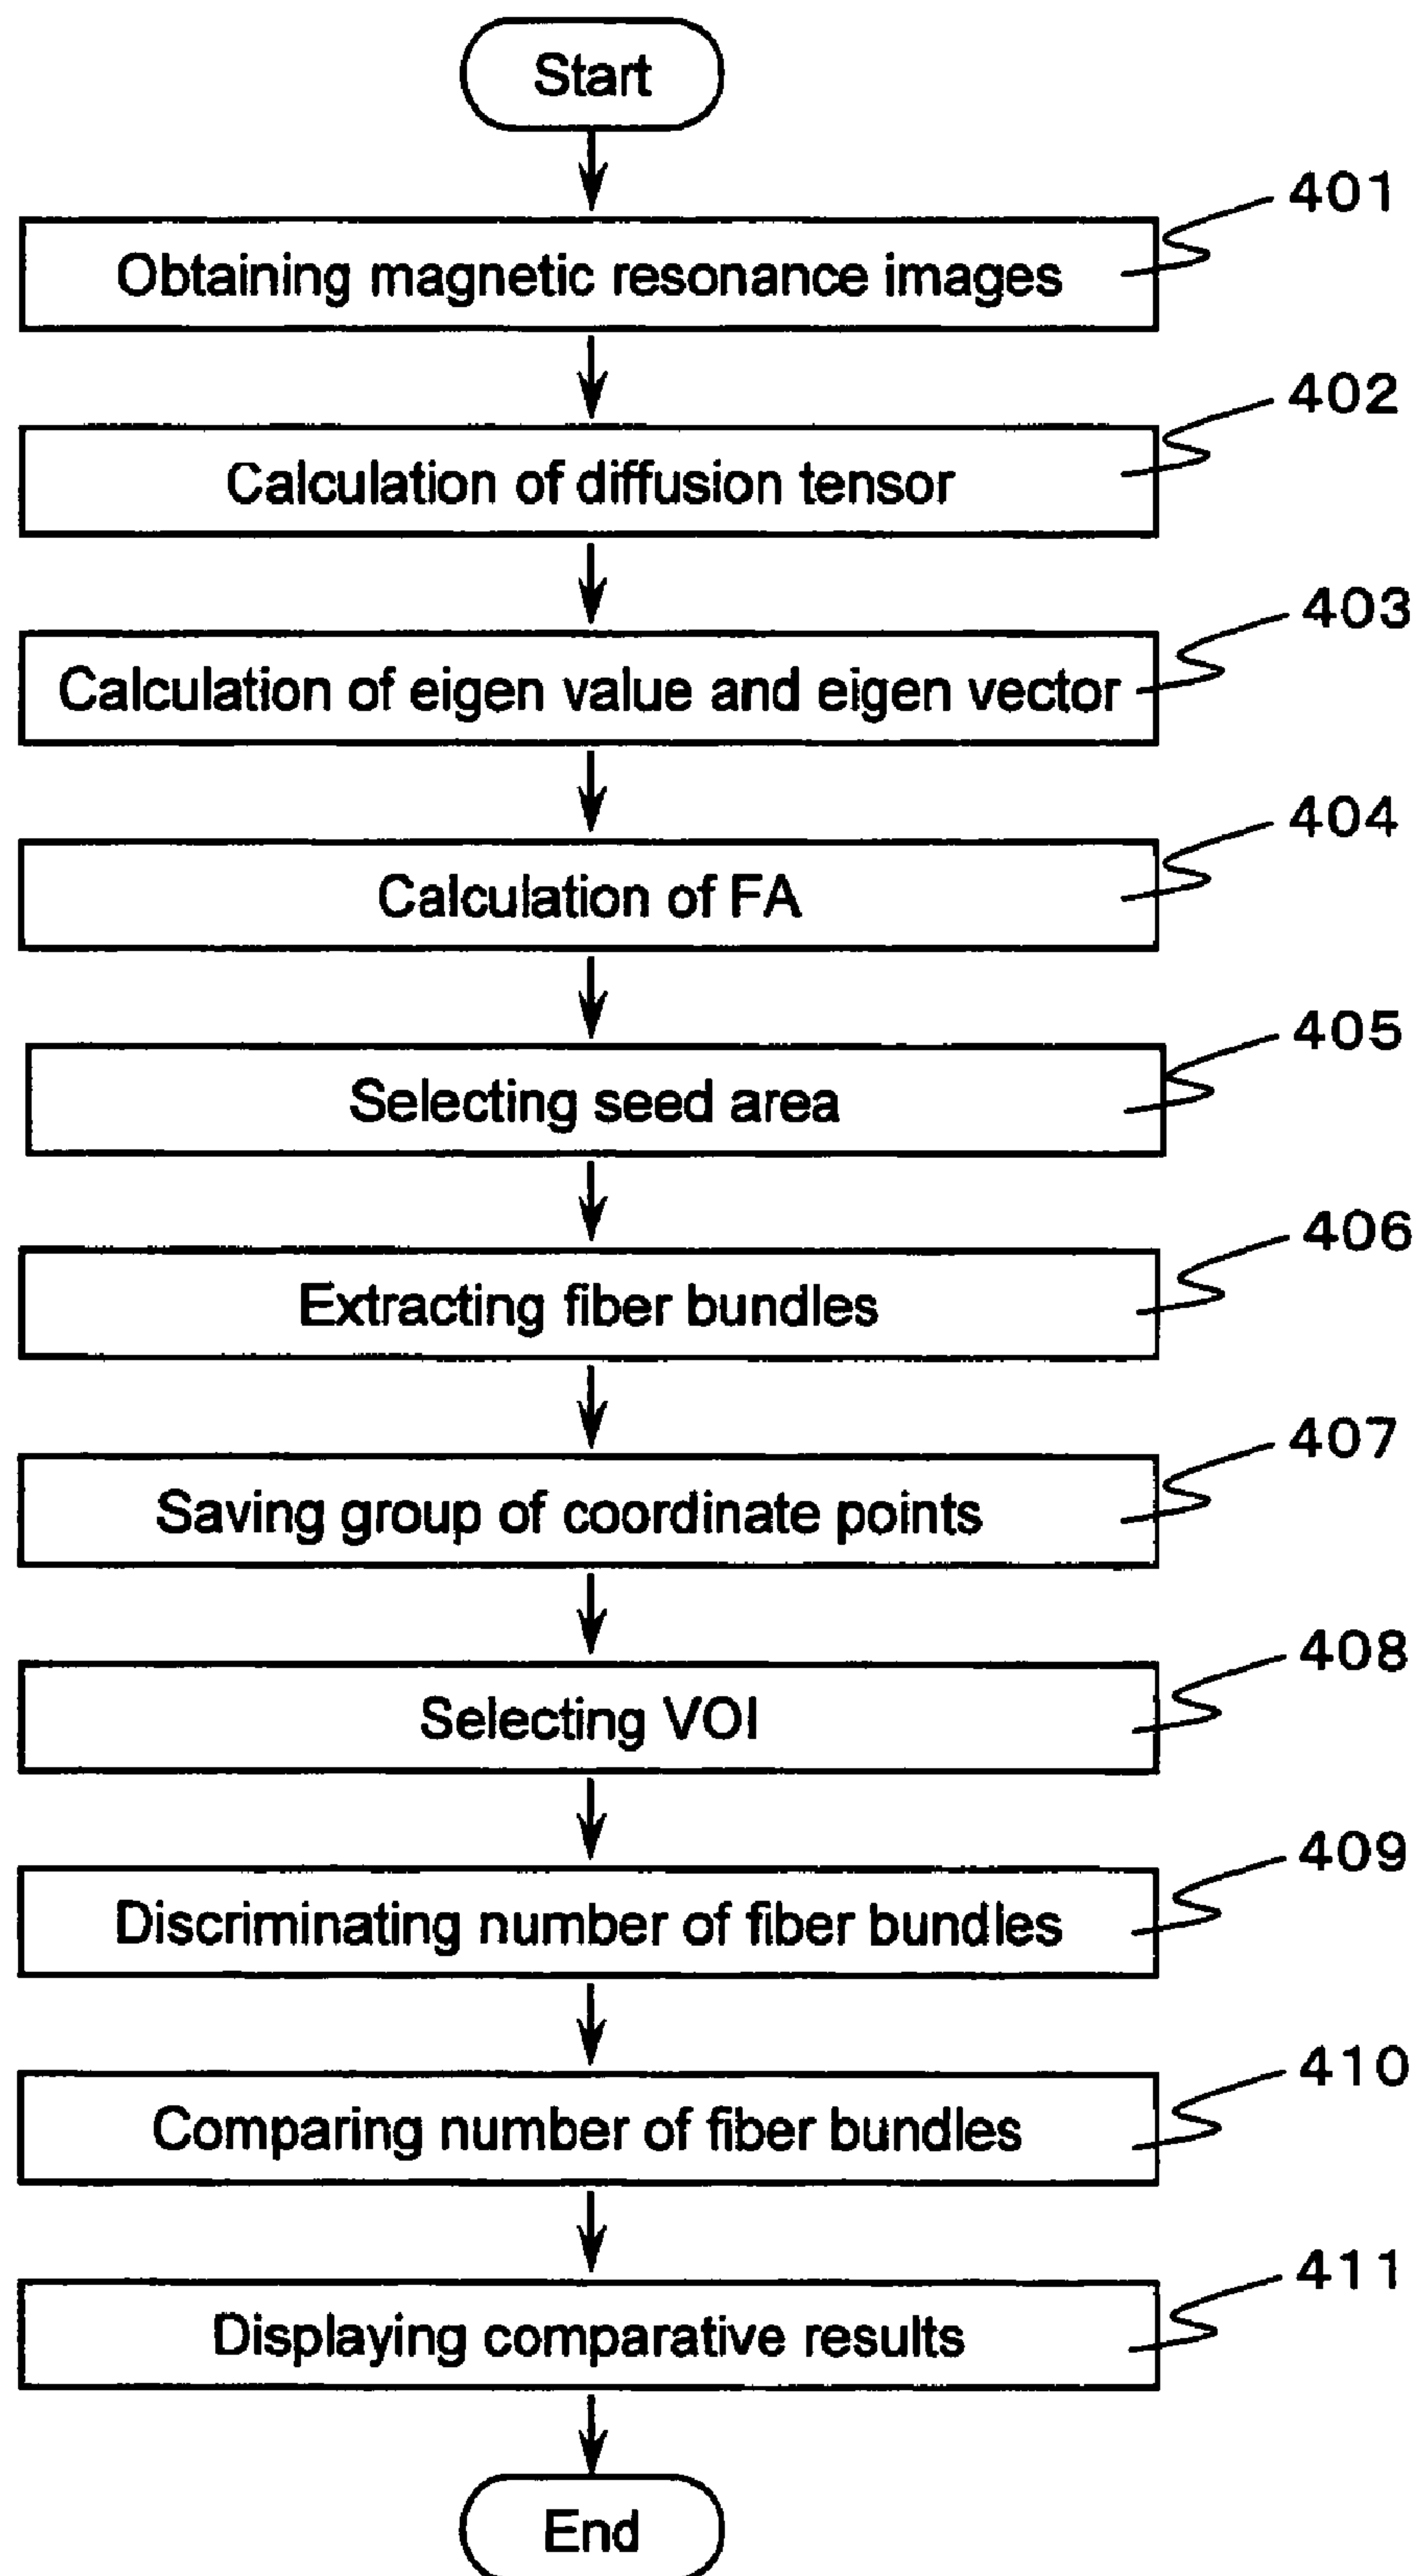 Start
401
Obtaining magnetic resonance images
402
Calculation of diffusion tensor
403
Calculation of eigen value and eigen vector
404
Calculation of FA
405
Selecting seed area
406
Extracting fiber bundles
407
Saving group of coordinate points
408
Selecting VOI
409
Discriminating number of fiber bundles
410
Comparing number of fiber bundles
411
Displaying comparative results
End